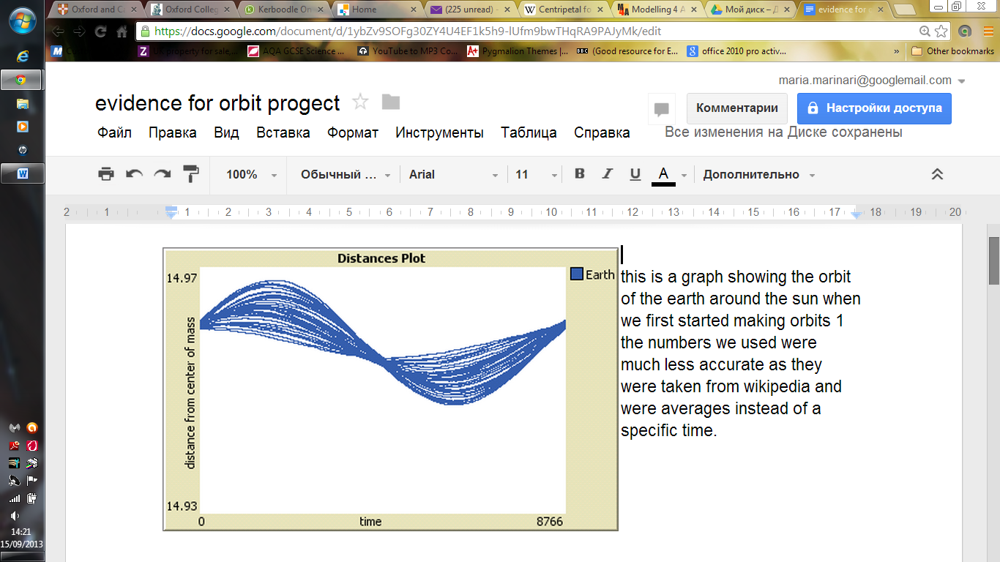 Oxford and Ca
Oxford Colleg
Kerboodle On
Home
(225 unread) -
Centripetal fo
Modelling 4 A
Мой диск – Д
evidence for o
https://docs.google.com/document/d/1ybZv9SOFg30ZY4U4EF1k5h9-lUfm9bwTHqRA9PAJyMk/edit
UK property for sale,...
AQA GCSE Science ...
YouTube to MP3 Co...
Pygmalion Themes |...
BBC (Good resource for E...
office 2010 pro activ...
» Other bookmarks
maria.marinari@googlemail.com
evidence for orbit progect
Комментарии
Настройки доступа
Файл Правка Вид Вставка Формат Инструменты Таблица Справка Все изменения на Диске сохранены
100% Обычный ... Arial 11 B I U A Дополнительно
2 1 1 2 3 4 5 6 7 8 9 10 11 12 13 14 15 16 17 18 19 20
Distances Plot
14.97
Earth
distance from center of mass
14.93
0 time 8766
this is a graph showing the orbit
of the earth around the sun when
we first started making orbits 1
the numbers we used were
much less accurate as they
were taken from wikipedia and
were averages instead of a
specific time.
14:21
15/09/2013